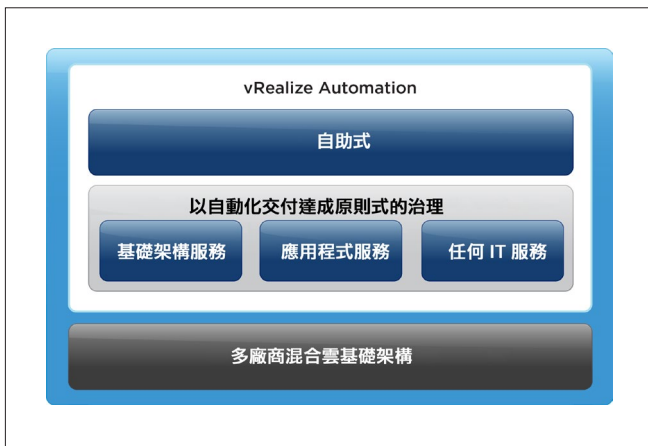 vRealize Automation
自助式
以自動化交付達成原則式的治理
基礎架構服務
應用程式服務
任何 IT 服務
多廠商混合雲基礎架構